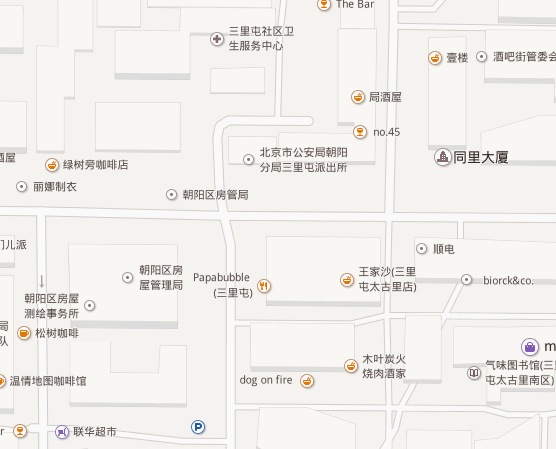 The Bar
三里屯社区卫
生服务中心
壹楼
酒吧街管委会
局酒屋
no.45
北京市公安局朝阳
分局三里屯派出所
同里大厦
酒屋
绿树旁咖啡店
丽娜制衣
朝阳区房管局
们儿派
顺电
朝阳区房
屋管理局
Papabubble
(三里屯)
王家沙(三里
屯太古里店)
biorck&co.
朝阳区房屋
测绘事务所
局
队
松树咖啡
m
木叶炭火
烧肉酒家
气味图书馆(三
屯太古里南区)
温情地图咖啡馆
dog on fire
r
联华超市
P